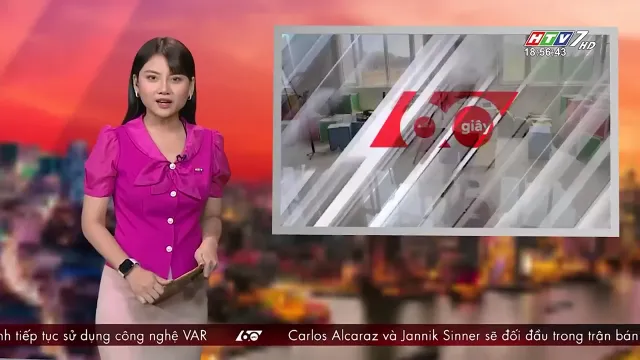 HTV7 HD
18:56:43
60 giây
nh tiếp tục sử dụng công nghệ VAR
60
Carlos Alcaraz và Jannik Sinner sẽ đối đầu trong trận bán